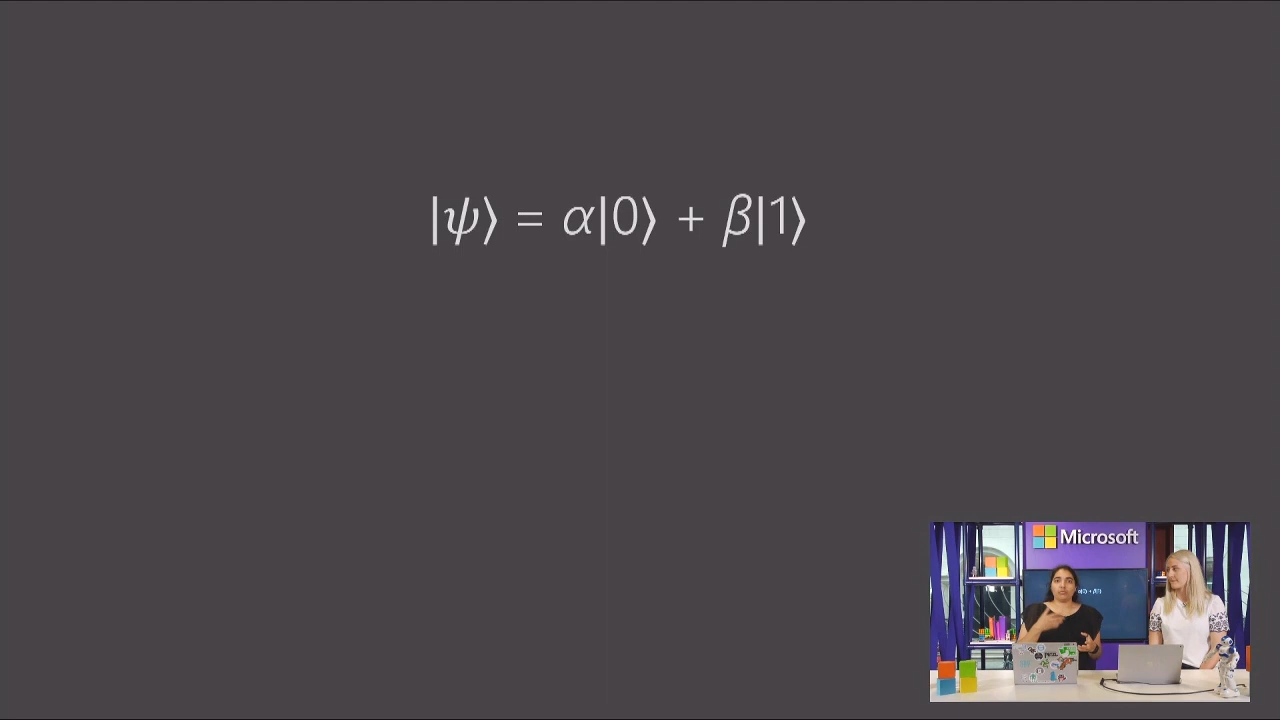 |ψ⟩ = α|0⟩ + β|1⟩
Microsoft